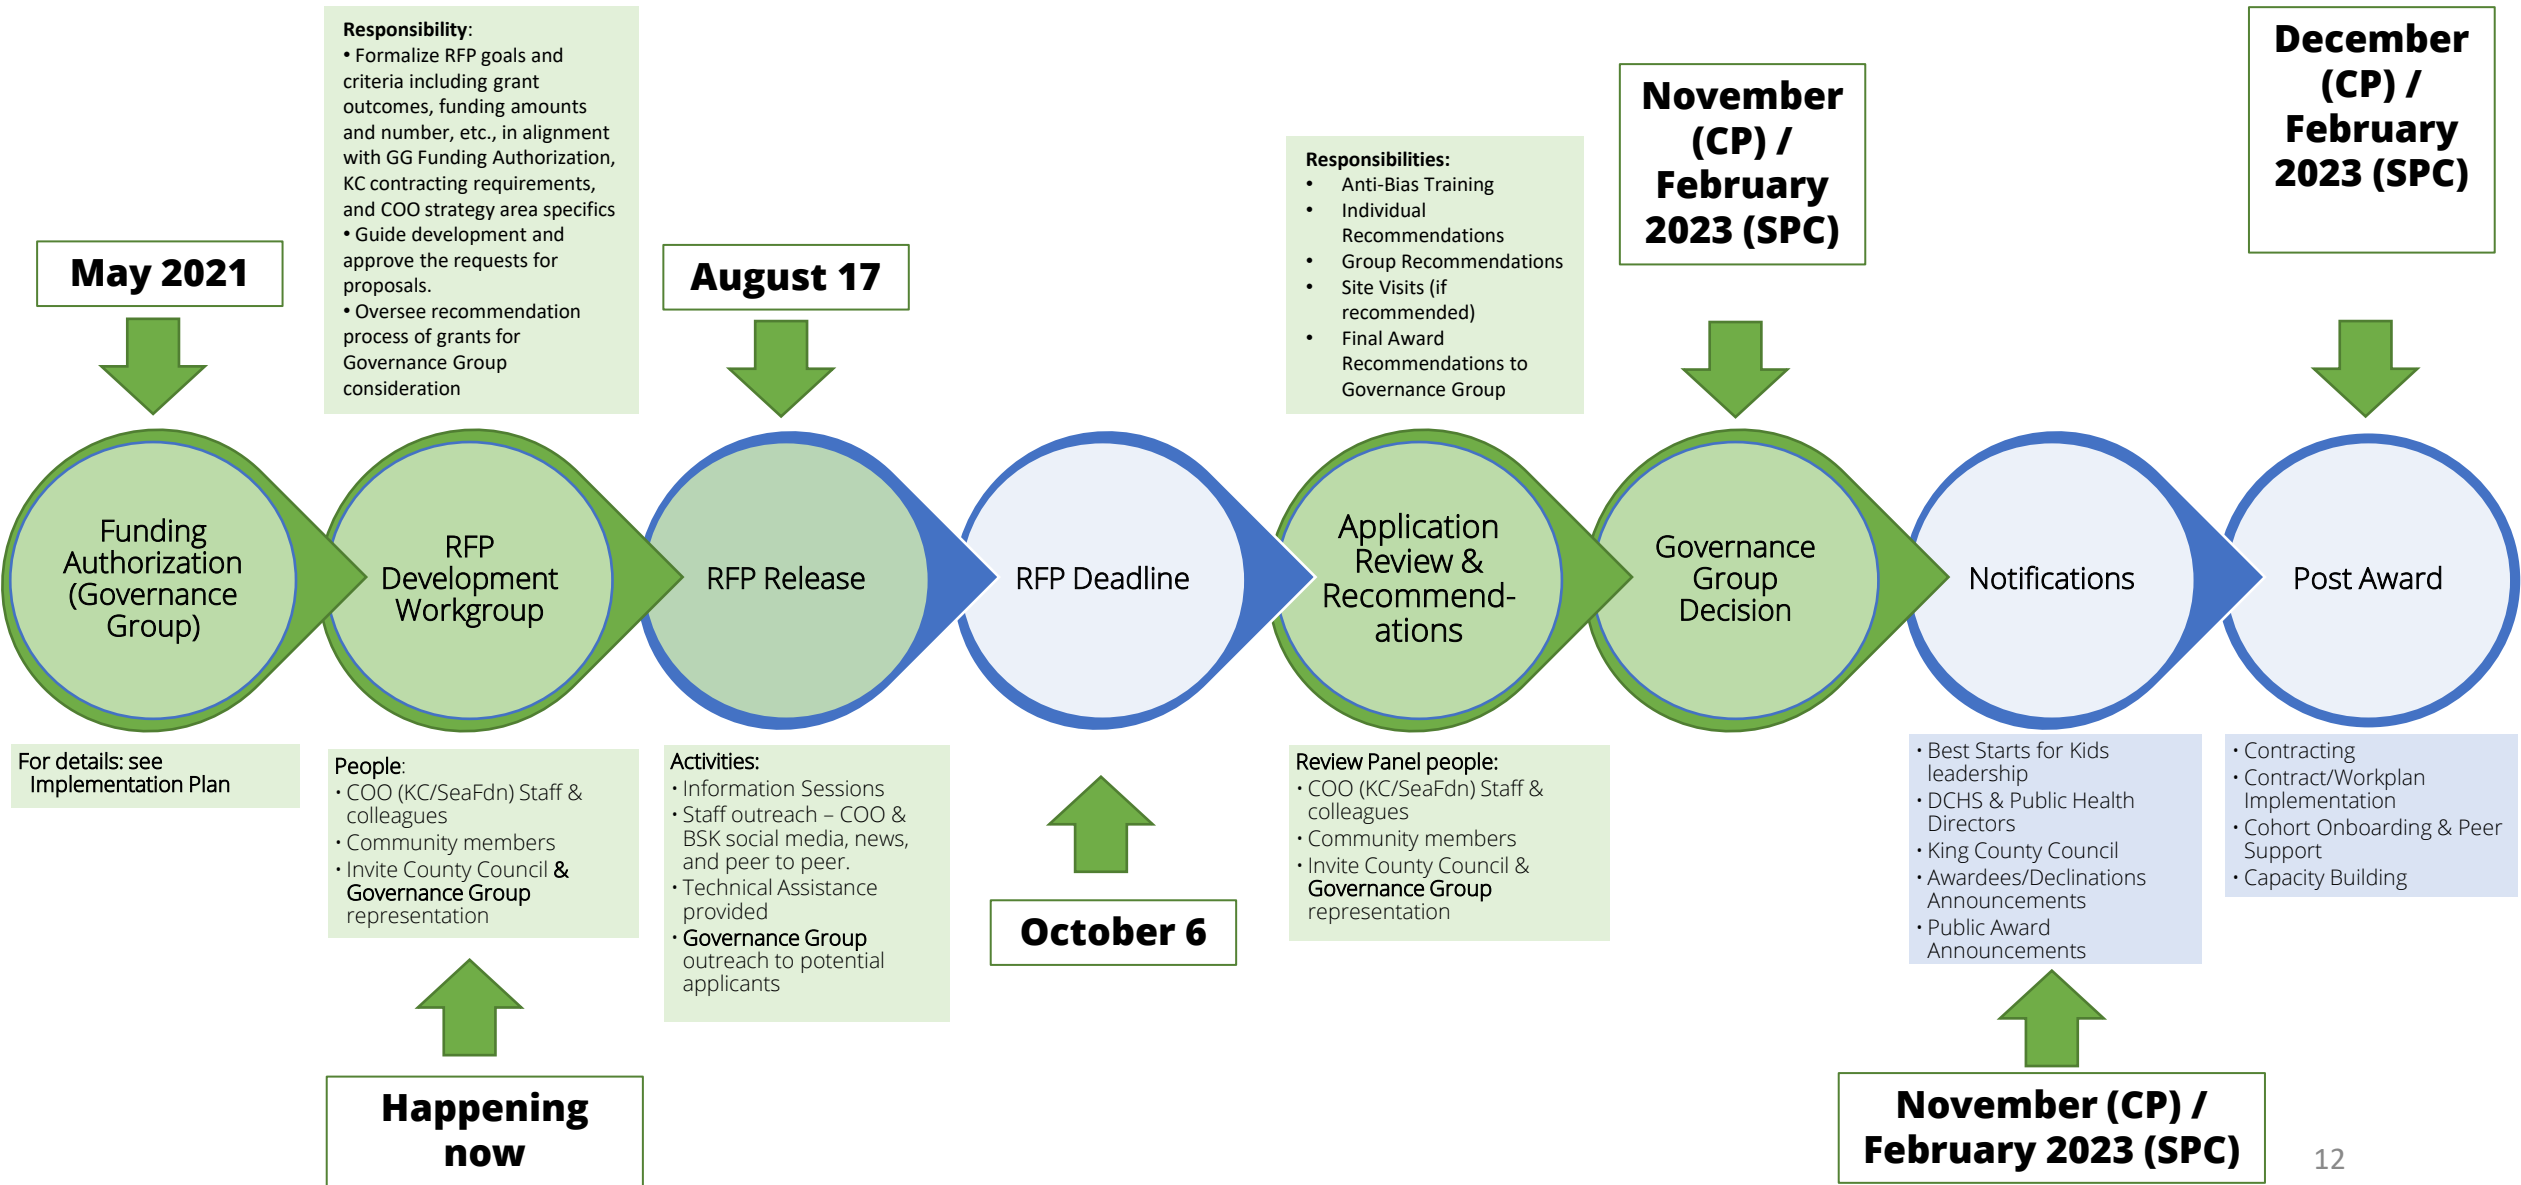 Responsibility:
• Formalize RFP goals and
criteria including grant
outcomes, funding amounts
and number, etc., in alignment
with GG Funding Authorization,
KC contracting requirements,
and COO strategy area specifics
• Guide development and
approve the requests for
proposals.
• Oversee recommendation
process of grants for
Governance Group
consideration
May 2021
August 17
Responsibilities:
• Anti-Bias Training
• Individual
Recommendations
• Group Recommendations
• Site Visits (if
recommended)
• Final Award
Recommendations to
Governance Group
November
(CP) /
February
2023 (SPC)
December
(CP) /
February
2023 (SPC)
Funding
Authorization
(Governance
Group)
RFP
Development
Workgroup
RFP Release
RFP Deadline
Application
Review &
Recommend-
ations
Governance
Group
Decision
Notifications
Post Award
For details: see
Implementation Plan
People:
• COO (KC/SeaFdn) Staff &
colleagues
• Community members
• Invite County Council &
Governance Group
representation
Happening
now
Activities:
• Information Sessions
• Staff outreach – COO &
BSK social media, news,
and peer to peer.
• Technical Assistance
provided
• Governance Group
outreach to potential
applicants
October 6
Review Panel people:
• COO (KC/SeaFdn) Staff &
colleagues
• Community members
• Invite County Council &
Governance Group
representation
• Best Starts for Kids
leadership
• DCHS & Public Health
Directors
• King County Council
• Awardees/Declinations
Announcements
• Public Award
Announcements
November (CP) /
February 2023 (SPC)
• Contracting
• Contract/Workplan
Implementation
• Cohort Onboarding & Peer
Support
• Capacity Building
12